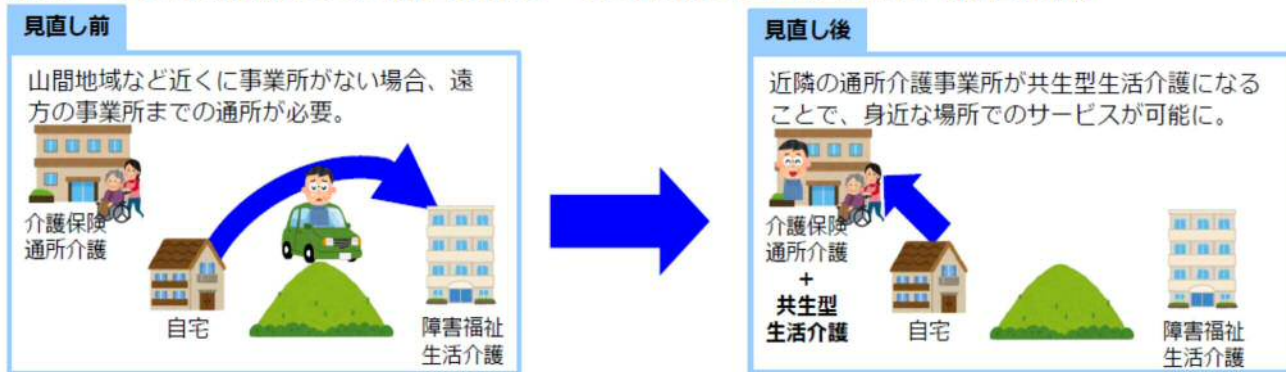 見直し前
山間地域など近くに事業所がない場合、遠
方の事業所までの通所が必要。
介護保険
通所介護
自宅
障害福祉
生活介護
見直し後
近隣の通所介護事業所が共生型生活介護になる
ことで、身近な場所でのサービスが可能に。
介護保険
通所介護
+
共生型
生活介護
自宅
障害福祉
生活介護